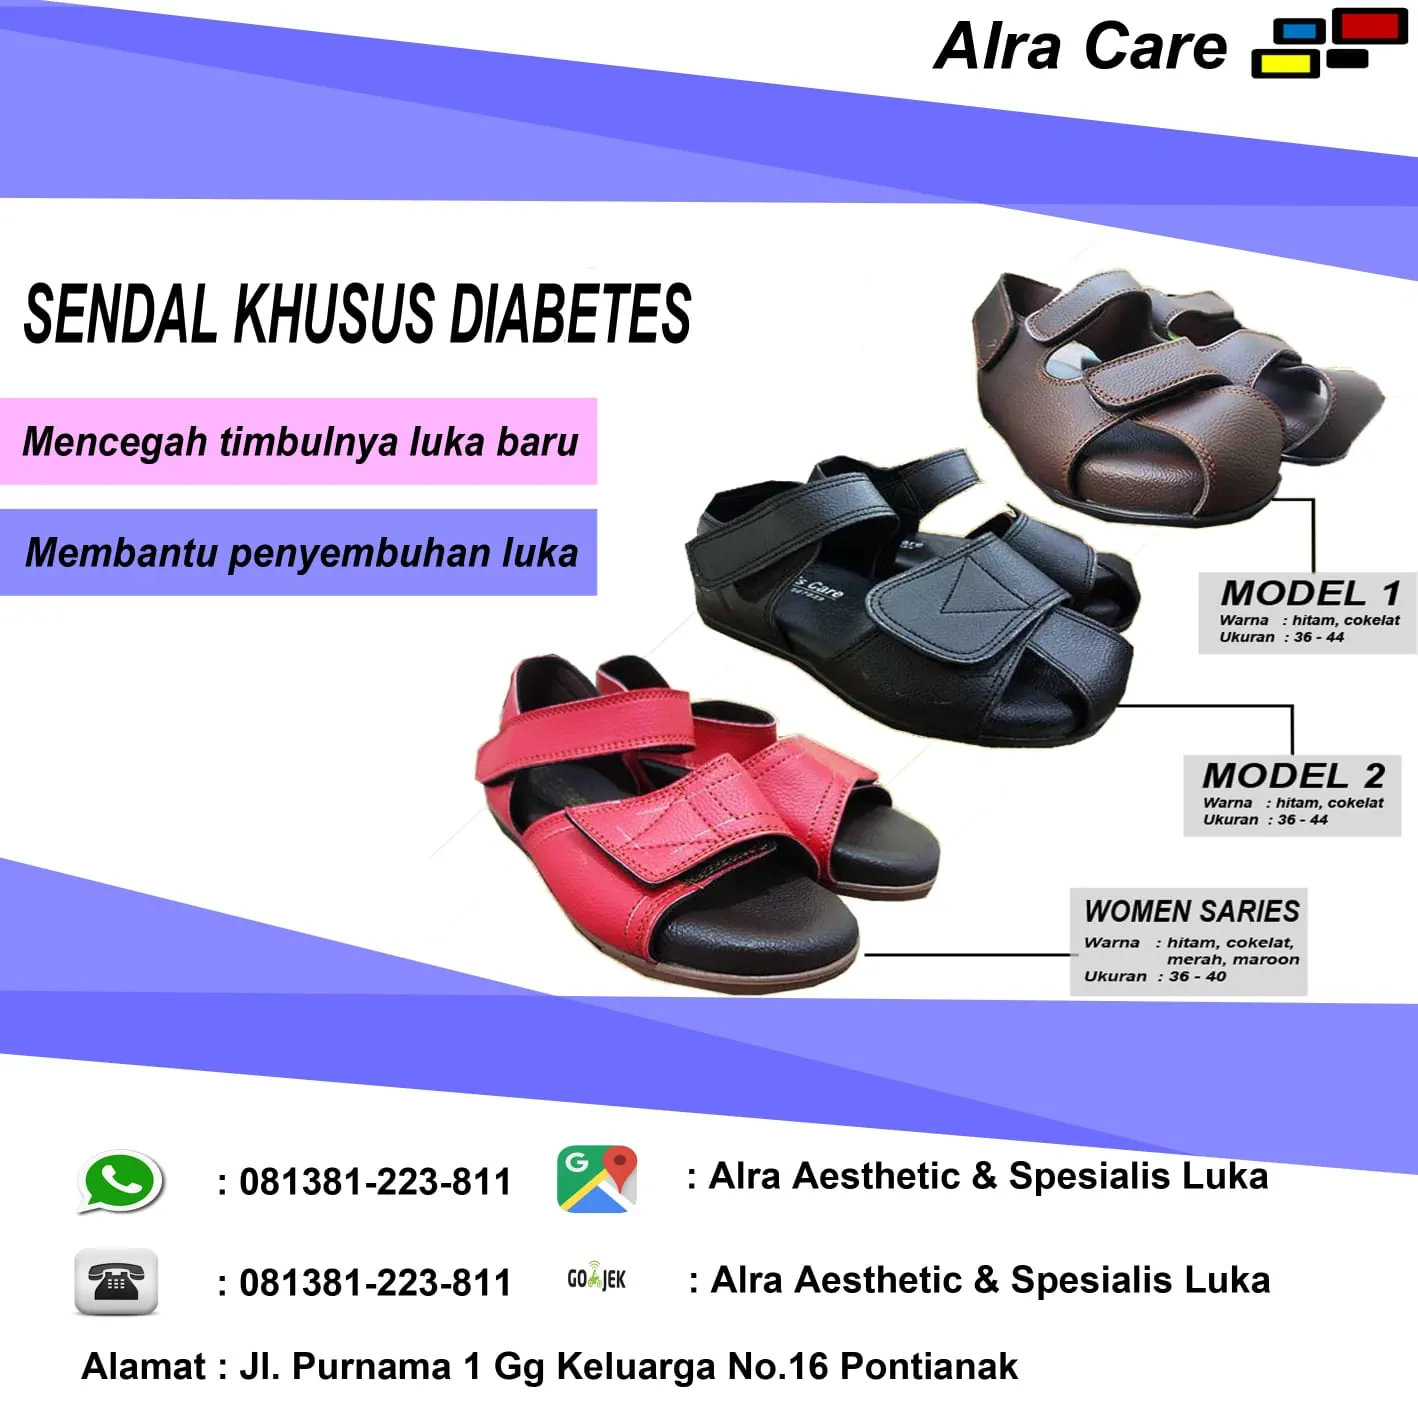 Alra Care
SENDAL KHUSUS DIABETES
Mencegah timbulnya luka baru
Membantu penyembuhan luka
's Care
MODEL 1
Warna : hitam, cokelat
Ukuran : 36 - 44
MODEL 2
Warna : hitam, cokelat
Ukuran : 36 - 44
WOMEN SARIES
Warna : hitam, cokelat,
merah, maroon
Ukuran : 36 - 40
: 081381-223-811
G
: Alra Aesthetic & Spesialis Luka
: 081381-223-811
GOJEK
: Alra Aesthetic & Spesialis Luka
Alamat : Jl. Purnama 1 Gg Keluarga No.16 Pontianak